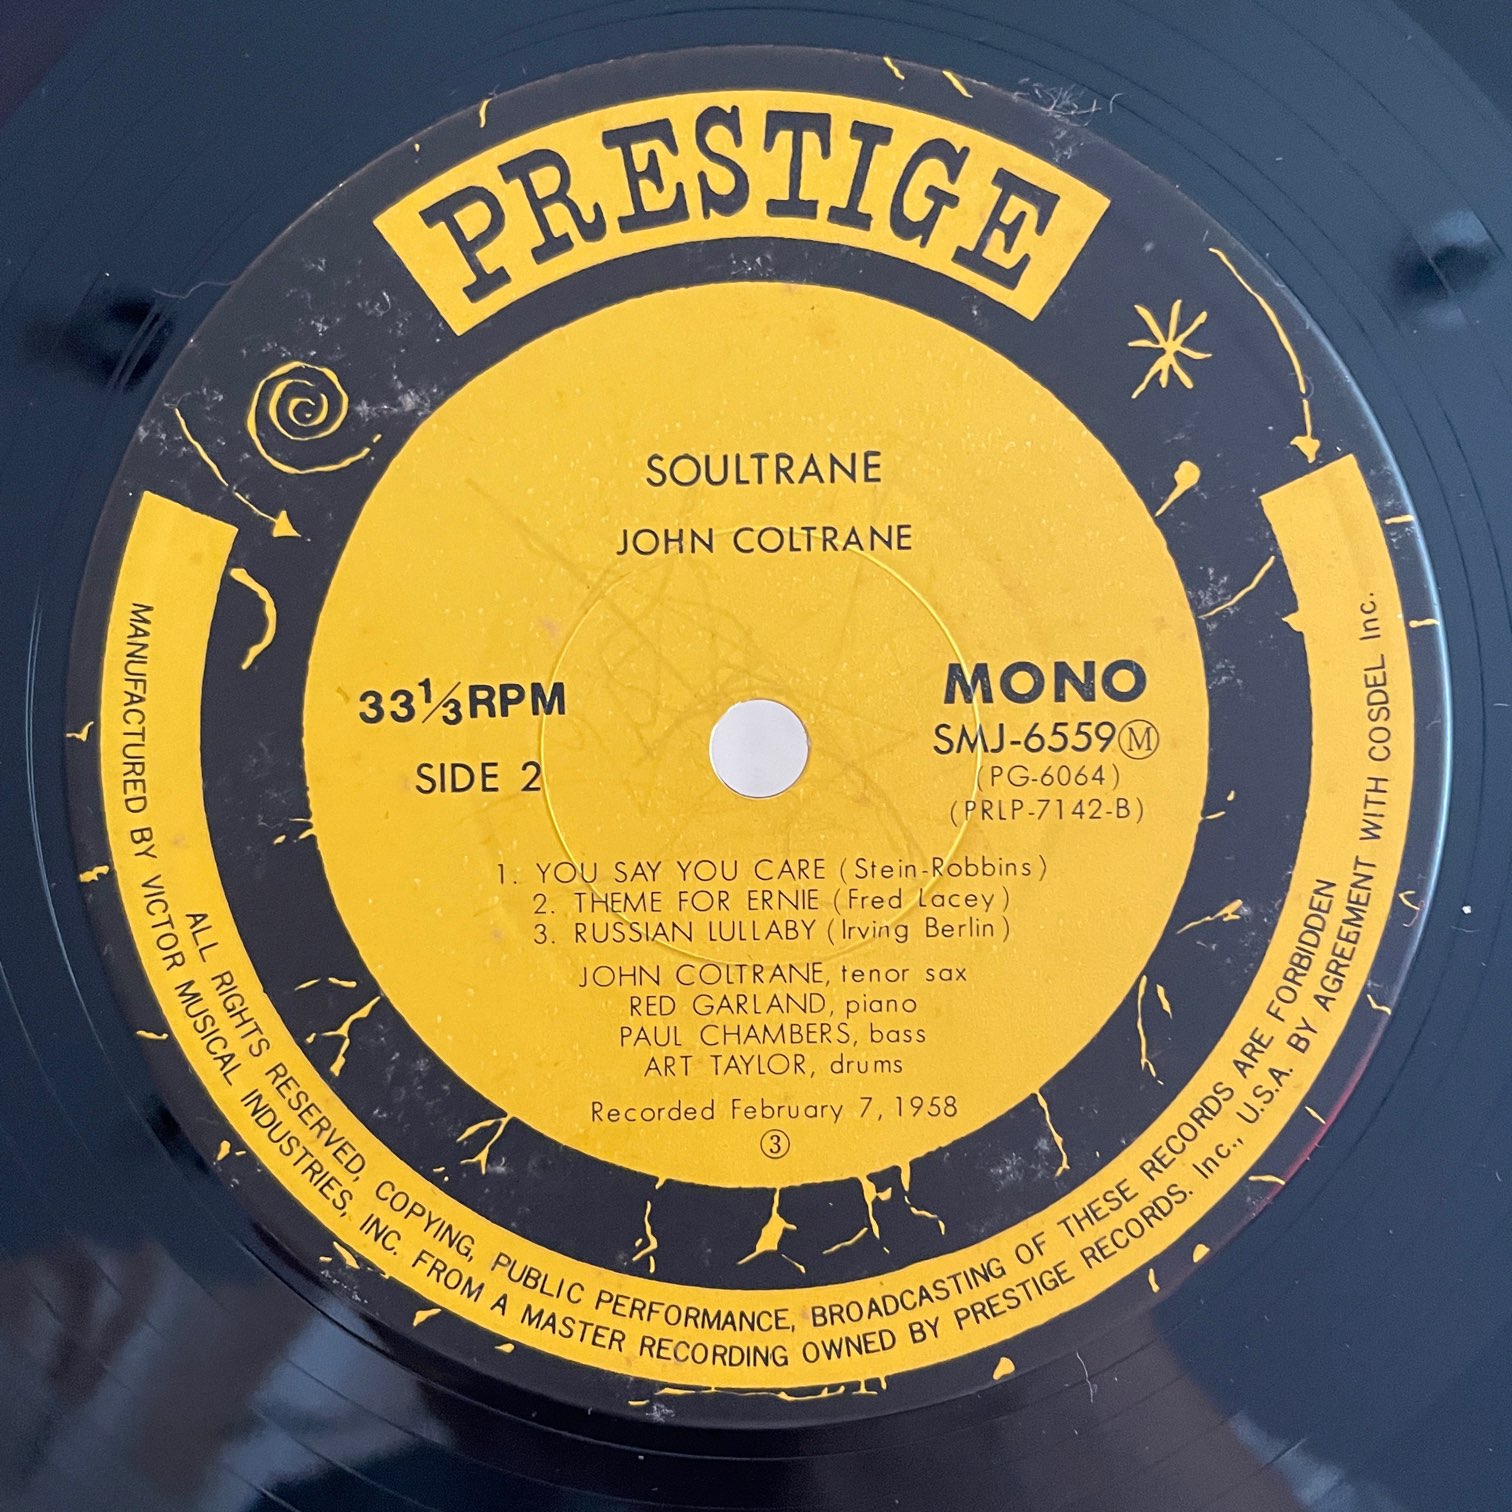 PRESTIGE
SOULTRANE
JOHN COLTRANE
33⅓RPM
SIDE 2
MONO
SMJ-6559Ⓜ
(PG-6064)
(PRLP-7142-B)
1. YOU SAY YOU CARE (Stein-Robbins)
2. THEME FOR ERNIE (Fred Lacey)
3. RUSSIAN LULLABY (Irving Berlin)
JOHN COLTRANE, tenor sax
RED GARLAND, piano
PAUL CHAMBERS, bass
ART TAYLOR, drums
Recorded February 7, 1958
③
ALL RIGHTS RESERVED, COPYING, PUBLIC PERFORMANCE, BROADCASTING OF THESE RECORDS ARE FORBIDDEN
MANUFACTURED BY VICTOR MUSICAL INDUSTRIES, INC. FROM A MASTER RECORDING OWNED BY PRESTIGE RECORDS. Inc., U.S.A. BY AGREEMENT WITH COSDEL Inc.